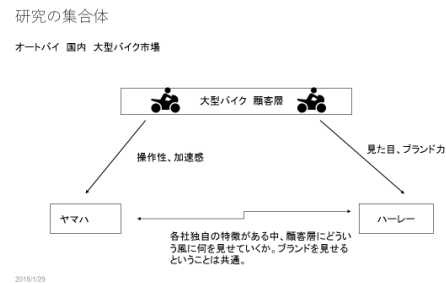 研究の集合体
オートバイ 国内 大型バイク市場
大型バイク 顧客層
操作性、加速感
見た目、ブランド力
ヤマハ
ハーレー
各社独自の特徴がある中、顧客層にどうい
う風に何を見せていくか。ブランドを見せる
ということは共通。
2018/1/29